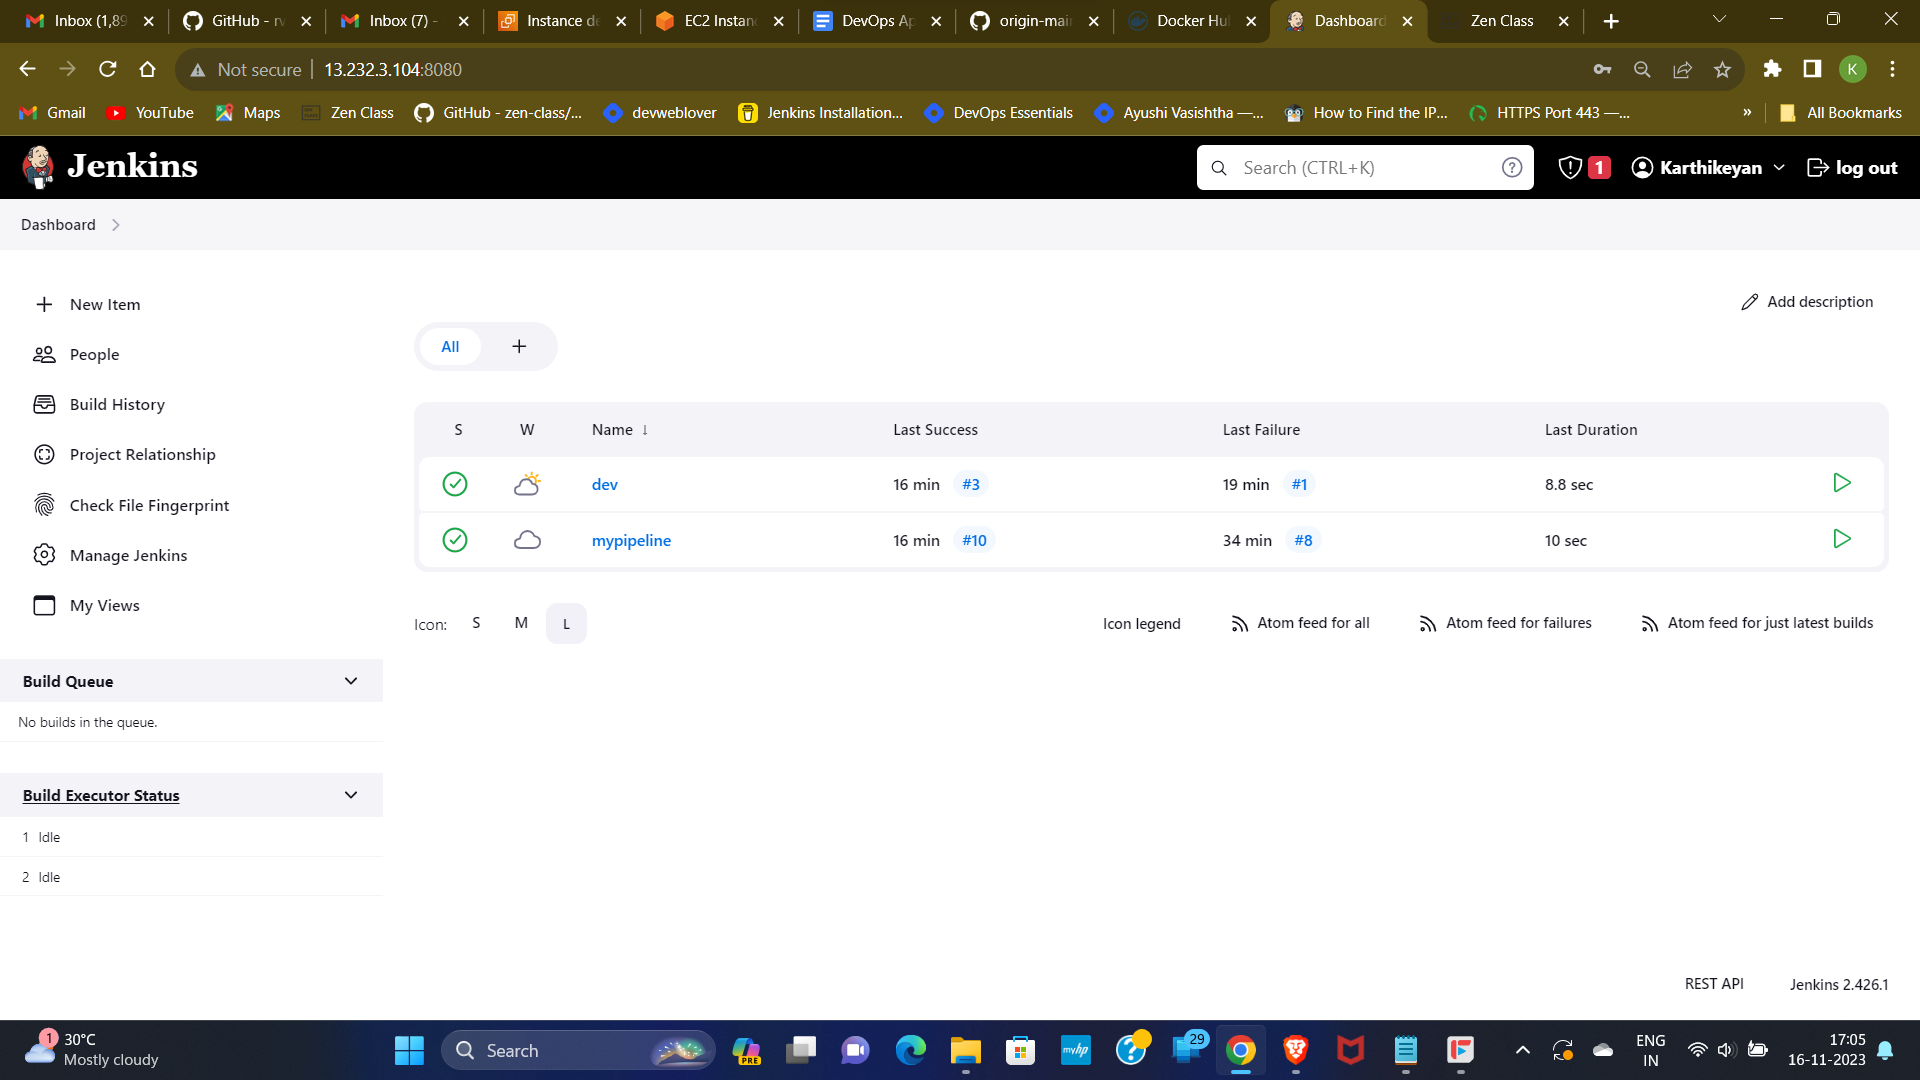 Inbox (1,89
GitHub - rv
Inbox (7) -
Instance de
EC2 Instan
DevOps Ap
origin-main
Docker Hu
Dashboard
Zen Class
Not secure
13.232.3.104:8080
K
Gmail
YouTube
Maps
Zen Class
GitHub - zen-class/...
devweblover
Jenkins Installation...
DevOps Essentials
Ayushi Vasishtha —...
How to Find the IP...
HTTPS Port 443 —...
»
All Bookmarks
Jenkins
Search (CTRL+K)
1
Karthikeyan
log out
Dashboard
New Item
People
Build History
Project Relationship
Check File Fingerprint
Manage Jenkins
My Views
Build Queue
No builds in the queue.
Build Executor Status
1 Idle
2 Idle
Add description
All +
S W Name ↓ Last Success Last Failure Last Duration
dev 16 min #3 19 min #1 8.8 sec
mypipeline 16 min #10 34 min #8 10 sec
Icon: S M L
Icon legend
Atom feed for all
Atom feed for failures
Atom feed for just latest builds
REST API
Jenkins 2.426.1
1
30°C
Mostly cloudy
Search
PRE
myhp
29
ENG
IN
17:05
16-11-2023